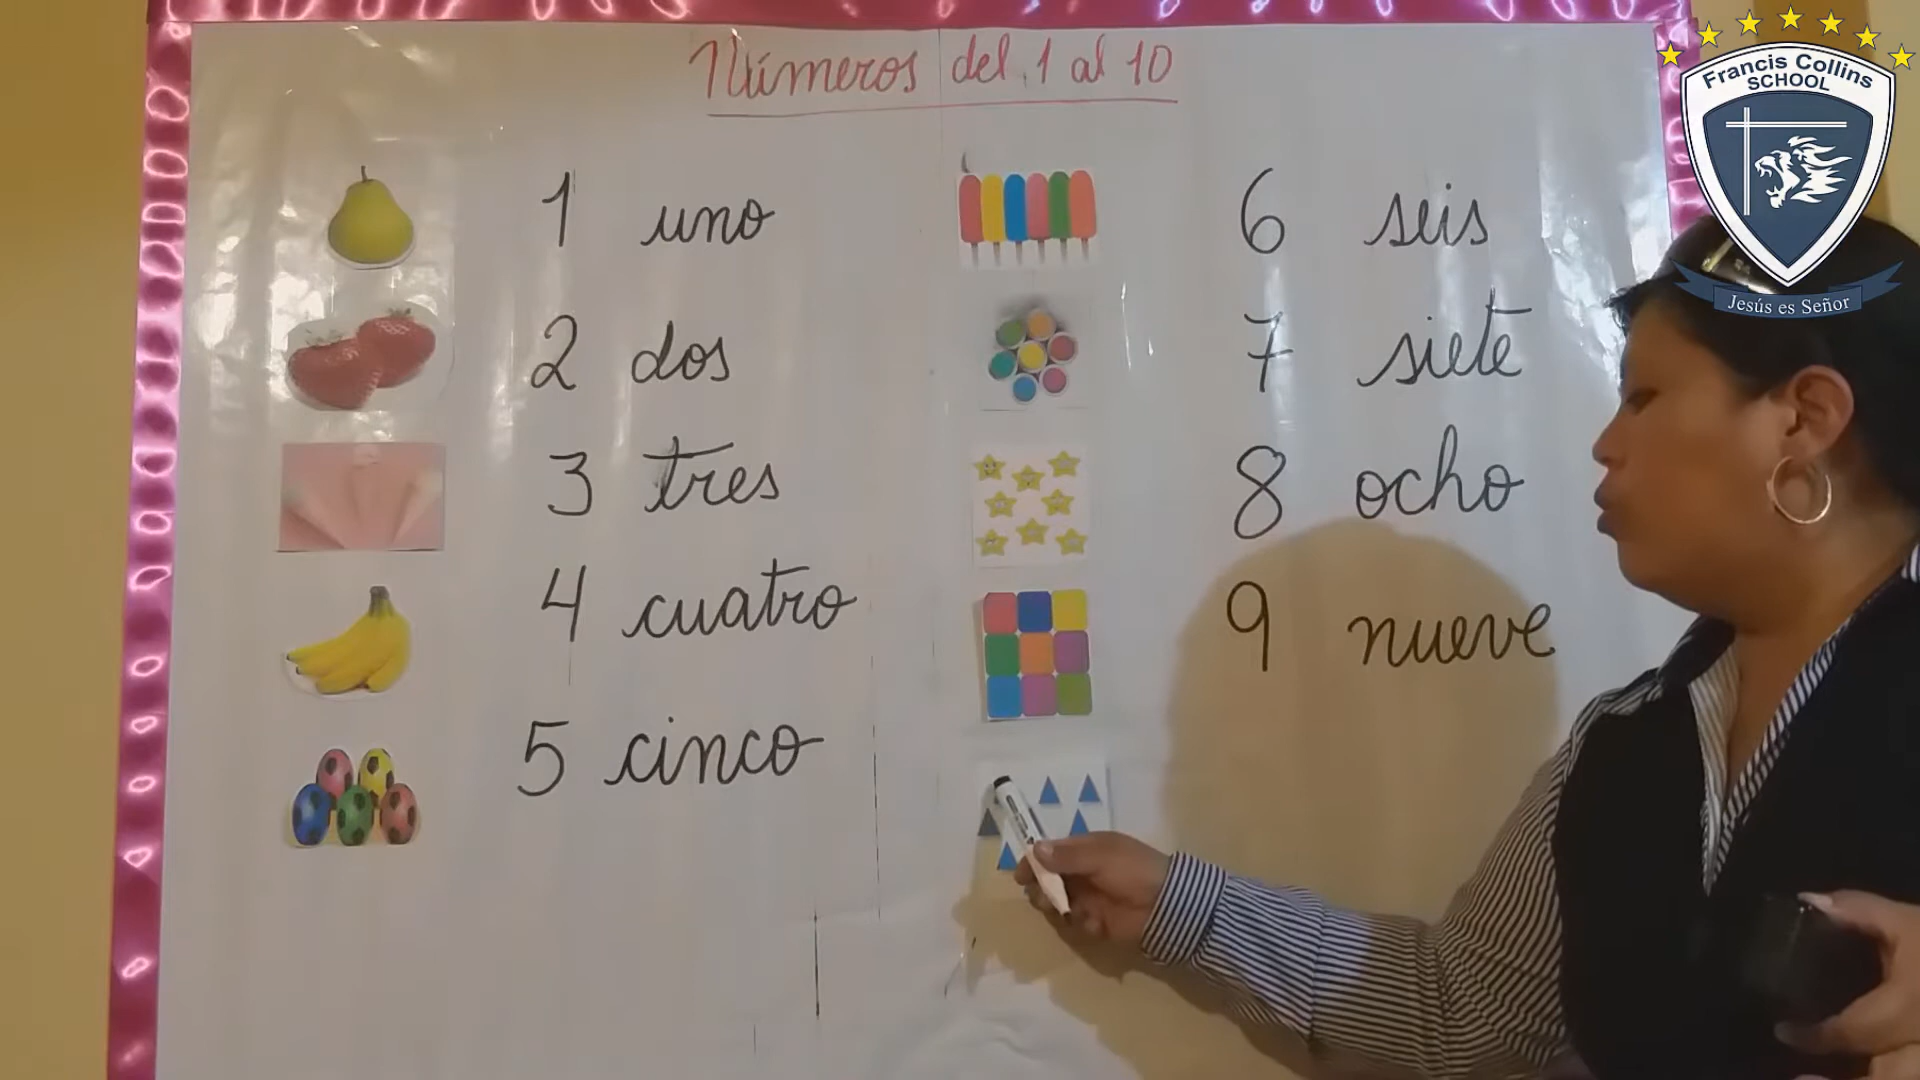 Números del 1 al 10
1 uno
2 dos
3 tres
4 cuatro
5 cinco
6 seis
7 siete
8 ocho
9 nueve
Francis Collins
SCHOOL
Jesús es Señor